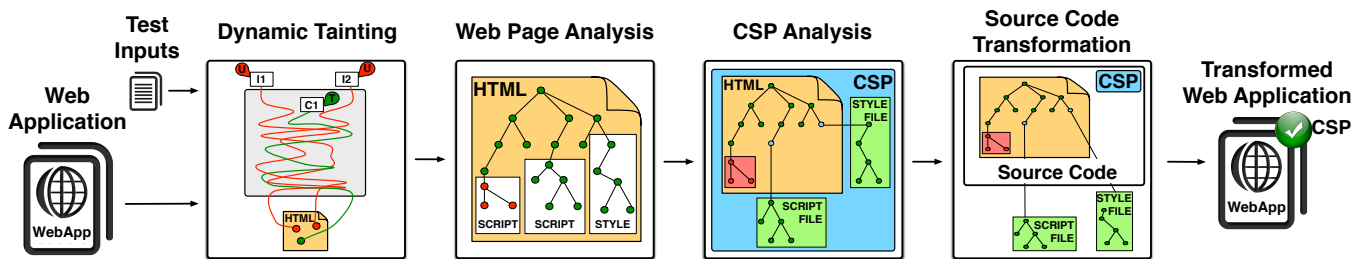 Web
Application
WebApp
Test
Inputs
Dynamic Tainting
U
I1
I2
U
C1
T
HTML
Web Page Analysis
HTML
SCRIPT
SCRIPT
STYLE
CSP Analysis
HTML
CSP
STYLE
FILE
SCRIPT
FILE
Source Code
Transformation
CSP
Source Code
SCRIPT
FILE
STYLE
FILE
Transformed
Web Application
CSP
WebApp